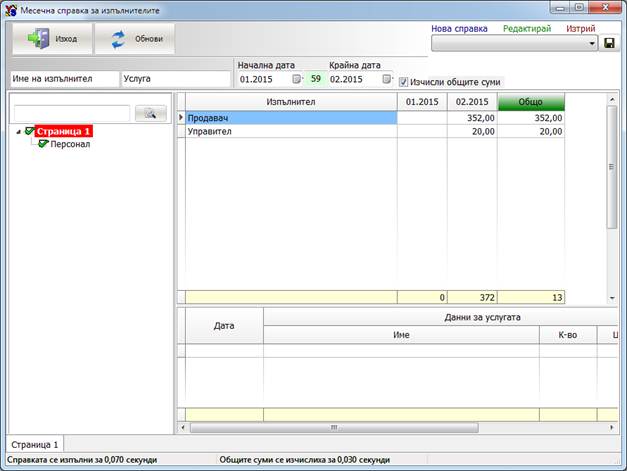 Месечна справка за изпълнителите
Изход
Обнови
Нова справка Редактирай Изтрий
Начална дата Крайна дата
Име на изпълнител Услуга 01.2015 59 02.2015 Изчисли общите суми
Изпълнител 01.2015 02.2015 Общо
Продавач 352,00 352,00
Управител 20,00 20,00
0 372 13
Страница 1
Персонал
Дата Данни за услугата
Име К-во Ц
Страница 1
Справката се изпълни за 0,070 секунди Общите суми се изчислиха за 0,030 секунди